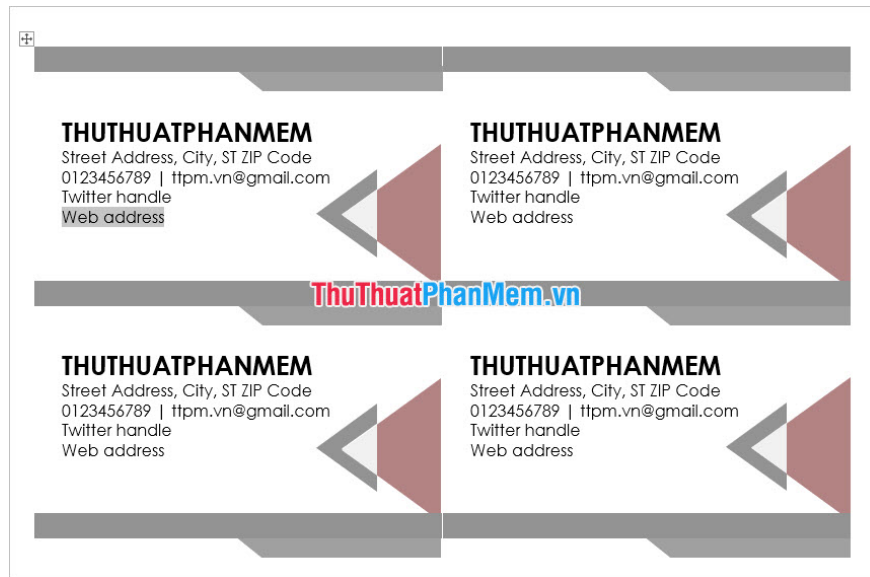 THUTHUATPHANMEM
Street Address, City, ST ZIP Code
0123456789 | ttpm.vn@gmail.com
Twitter handle
Web address
THUTHUATPHANMEM
Street Address, City, ST ZIP Code
0123456789 | ttpm.vn@gmail.com
Twitter handle
Web address
ThuThuatPhanMem.vn
THUTHUATPHANMEM
Street Address, City, ST ZIP Code
0123456789 | ttpm.vn@gmail.com
Twitter handle
Web address
THUTHUATPHANMEM
Street Address, City, ST ZIP Code
0123456789 | ttpm.vn@gmail.com
Twitter handle
Web address